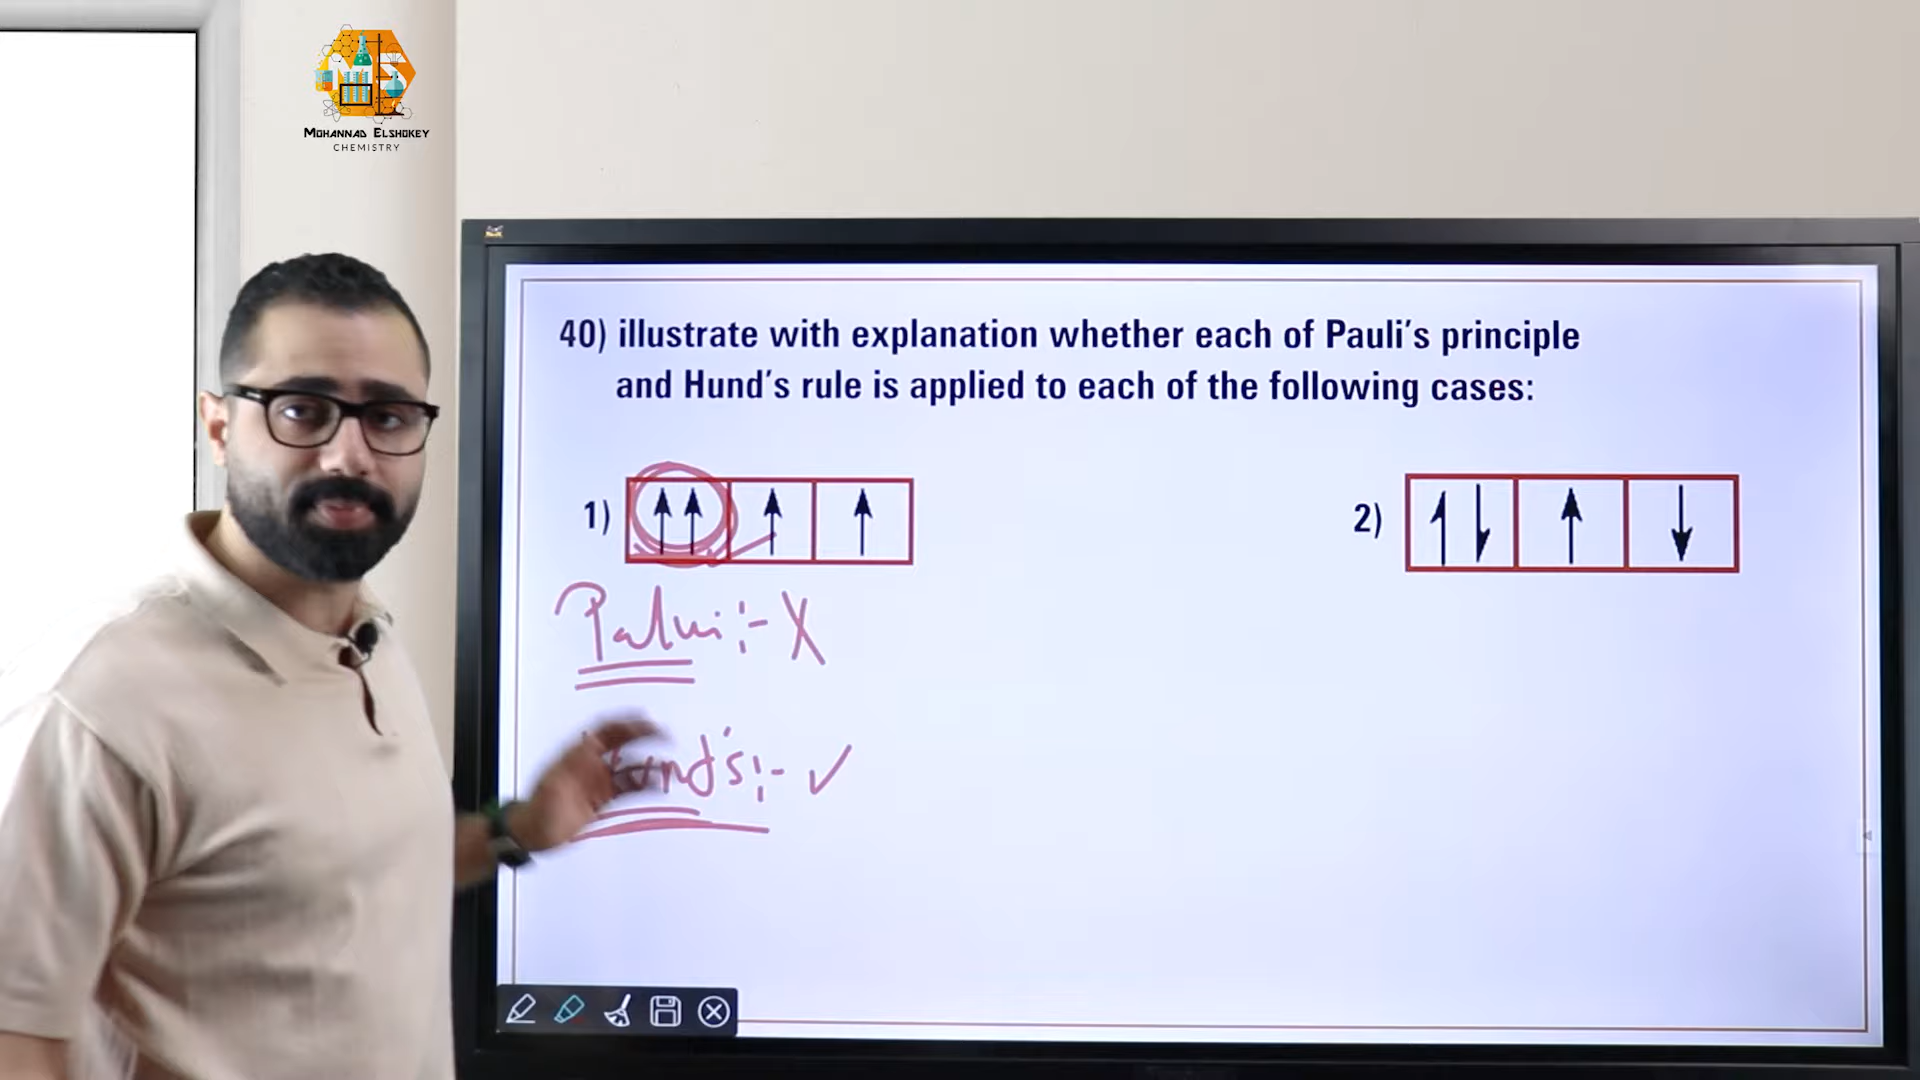 MOHANNAD ELSHOKEY
CHEMISTRY
40) illustrate with explanation whether each of Pauli's principle
and Hund's rule is applied to each of the following cases:
1)
2)
:- X
Hund's :- ✓